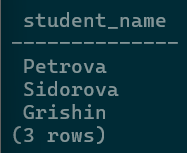 student_name
--------------
Petrova
Sidorova
Grishin
(3 rows)